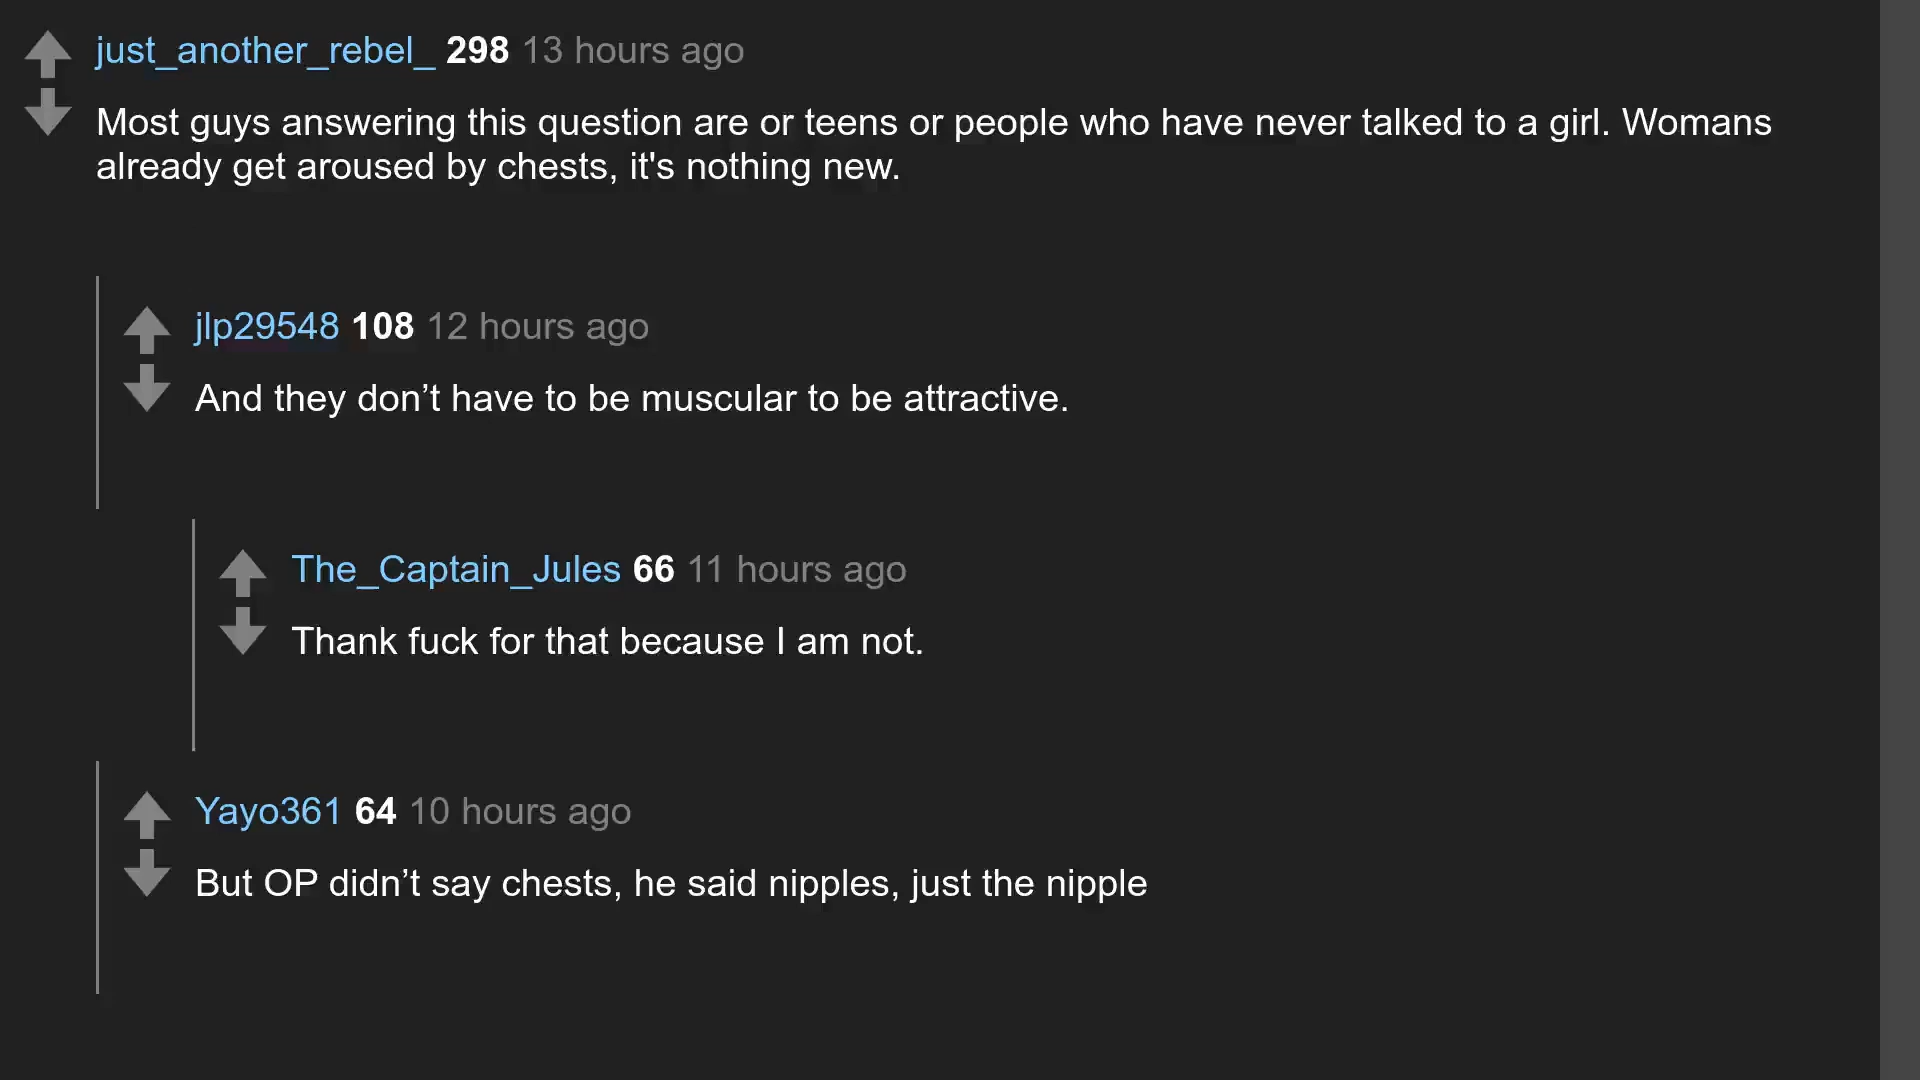 just_another_rebel_ 298 13 hours ago
Most guys answering this question are or teens or people who have never talked to a girl. Womans
already get aroused by chests, it's nothing new.
jlp29548 108 12 hours ago
And they don’t have to be muscular to be attractive.
The_Captain_Jules 66 11 hours ago
Thank fuck for that because I am not.
Yayo361 64 10 hours ago
But OP didn’t say chests, he said nipples, just the nipple